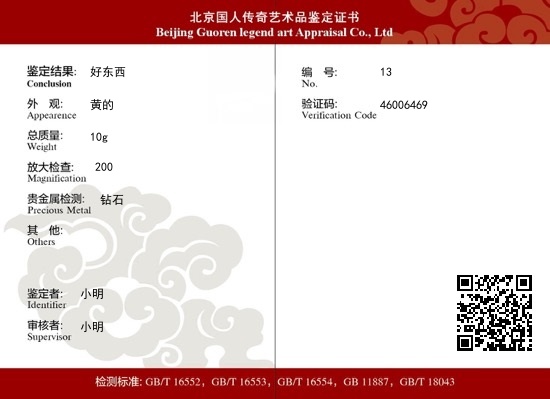 北京国人传奇艺术品鉴定证书
Beijing Guoren legend art Appraisal Co., Ltd
鉴定结果: 好东西
Conclusion
外 观: 黄的
Appearence
总质量: 10g
Weight
放大检查: 200
Magnification
贵金属检测: 钻石
Precious Metal
其 他:
Others
鉴定者: 小明
Identifier
审核者: 小明
Supervisor
编 号: 13
No.
验证码: 46006469
Verification Code
检测标准: GB/T 16552, GB/T 16553, GB/T 16554, GB 11887, GB/T 18043